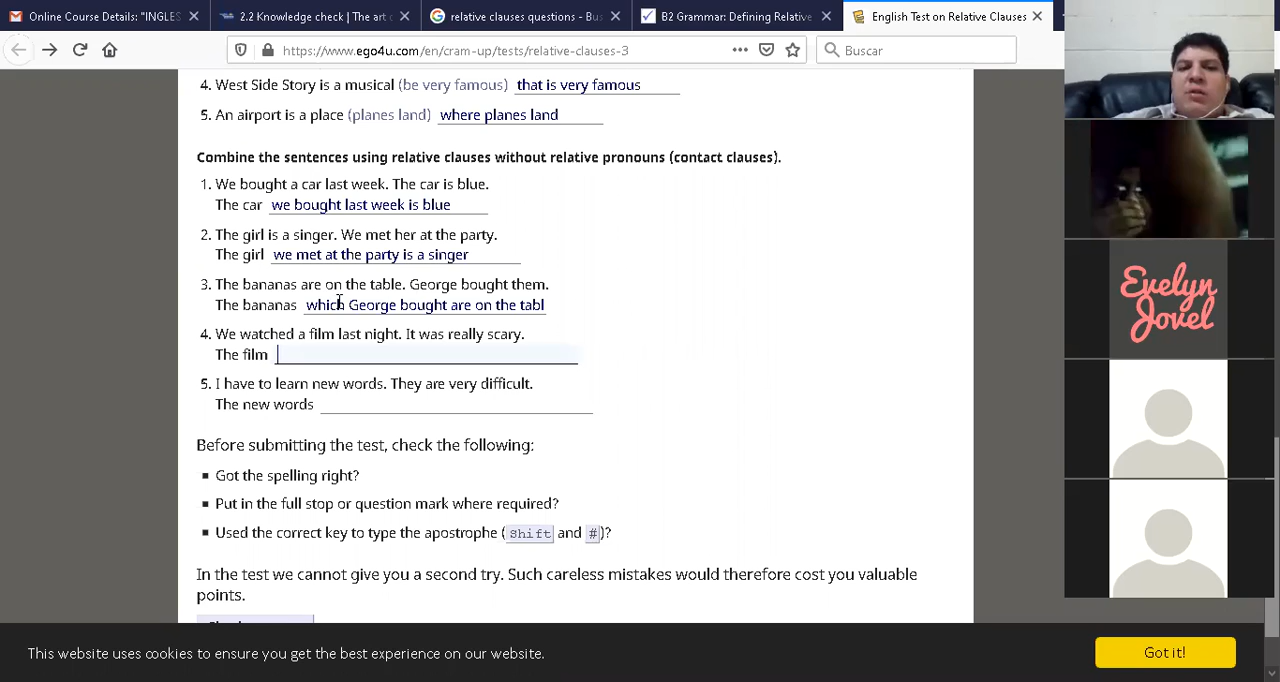 Online Course Details: "INGLES
2.2 Knowledge check | The art
relative clauses questions - Bus
B2 Grammar: Defining Relative
English Test on Relative Clauses
https://www.ego4u.com/en/cram-up/tests/relative-clauses-3
Buscar
4. West Side Story is a musical (be very famous) that is very famous
5. An airport is a place (planes land) where planes land
Combine the sentences using relative clauses without relative pronouns (contact clauses).
1. We bought a car last week. The car is blue.
The car we bought last week is blue
2. The girl is a singer. We met her at the party.
The girl we met at the party is a singer
3. The bananas are on the table. George bought them.
The bananas which George bought are on the tabl
4. We watched a film last night. It was really scary.
The film
5. I have to learn new words. They are very difficult.
The new words
Before submitting the test, check the following:
Got the spelling right?
Put in the full stop or question mark where required?
Used the correct key to type the apostrophe (Shift and #)?
In the test we cannot give you a second try. Such careless mistakes would therefore cost you valuable
points.
This website uses cookies to ensure you get the best experience on our website.
Got it!
Evelyn
Jovel